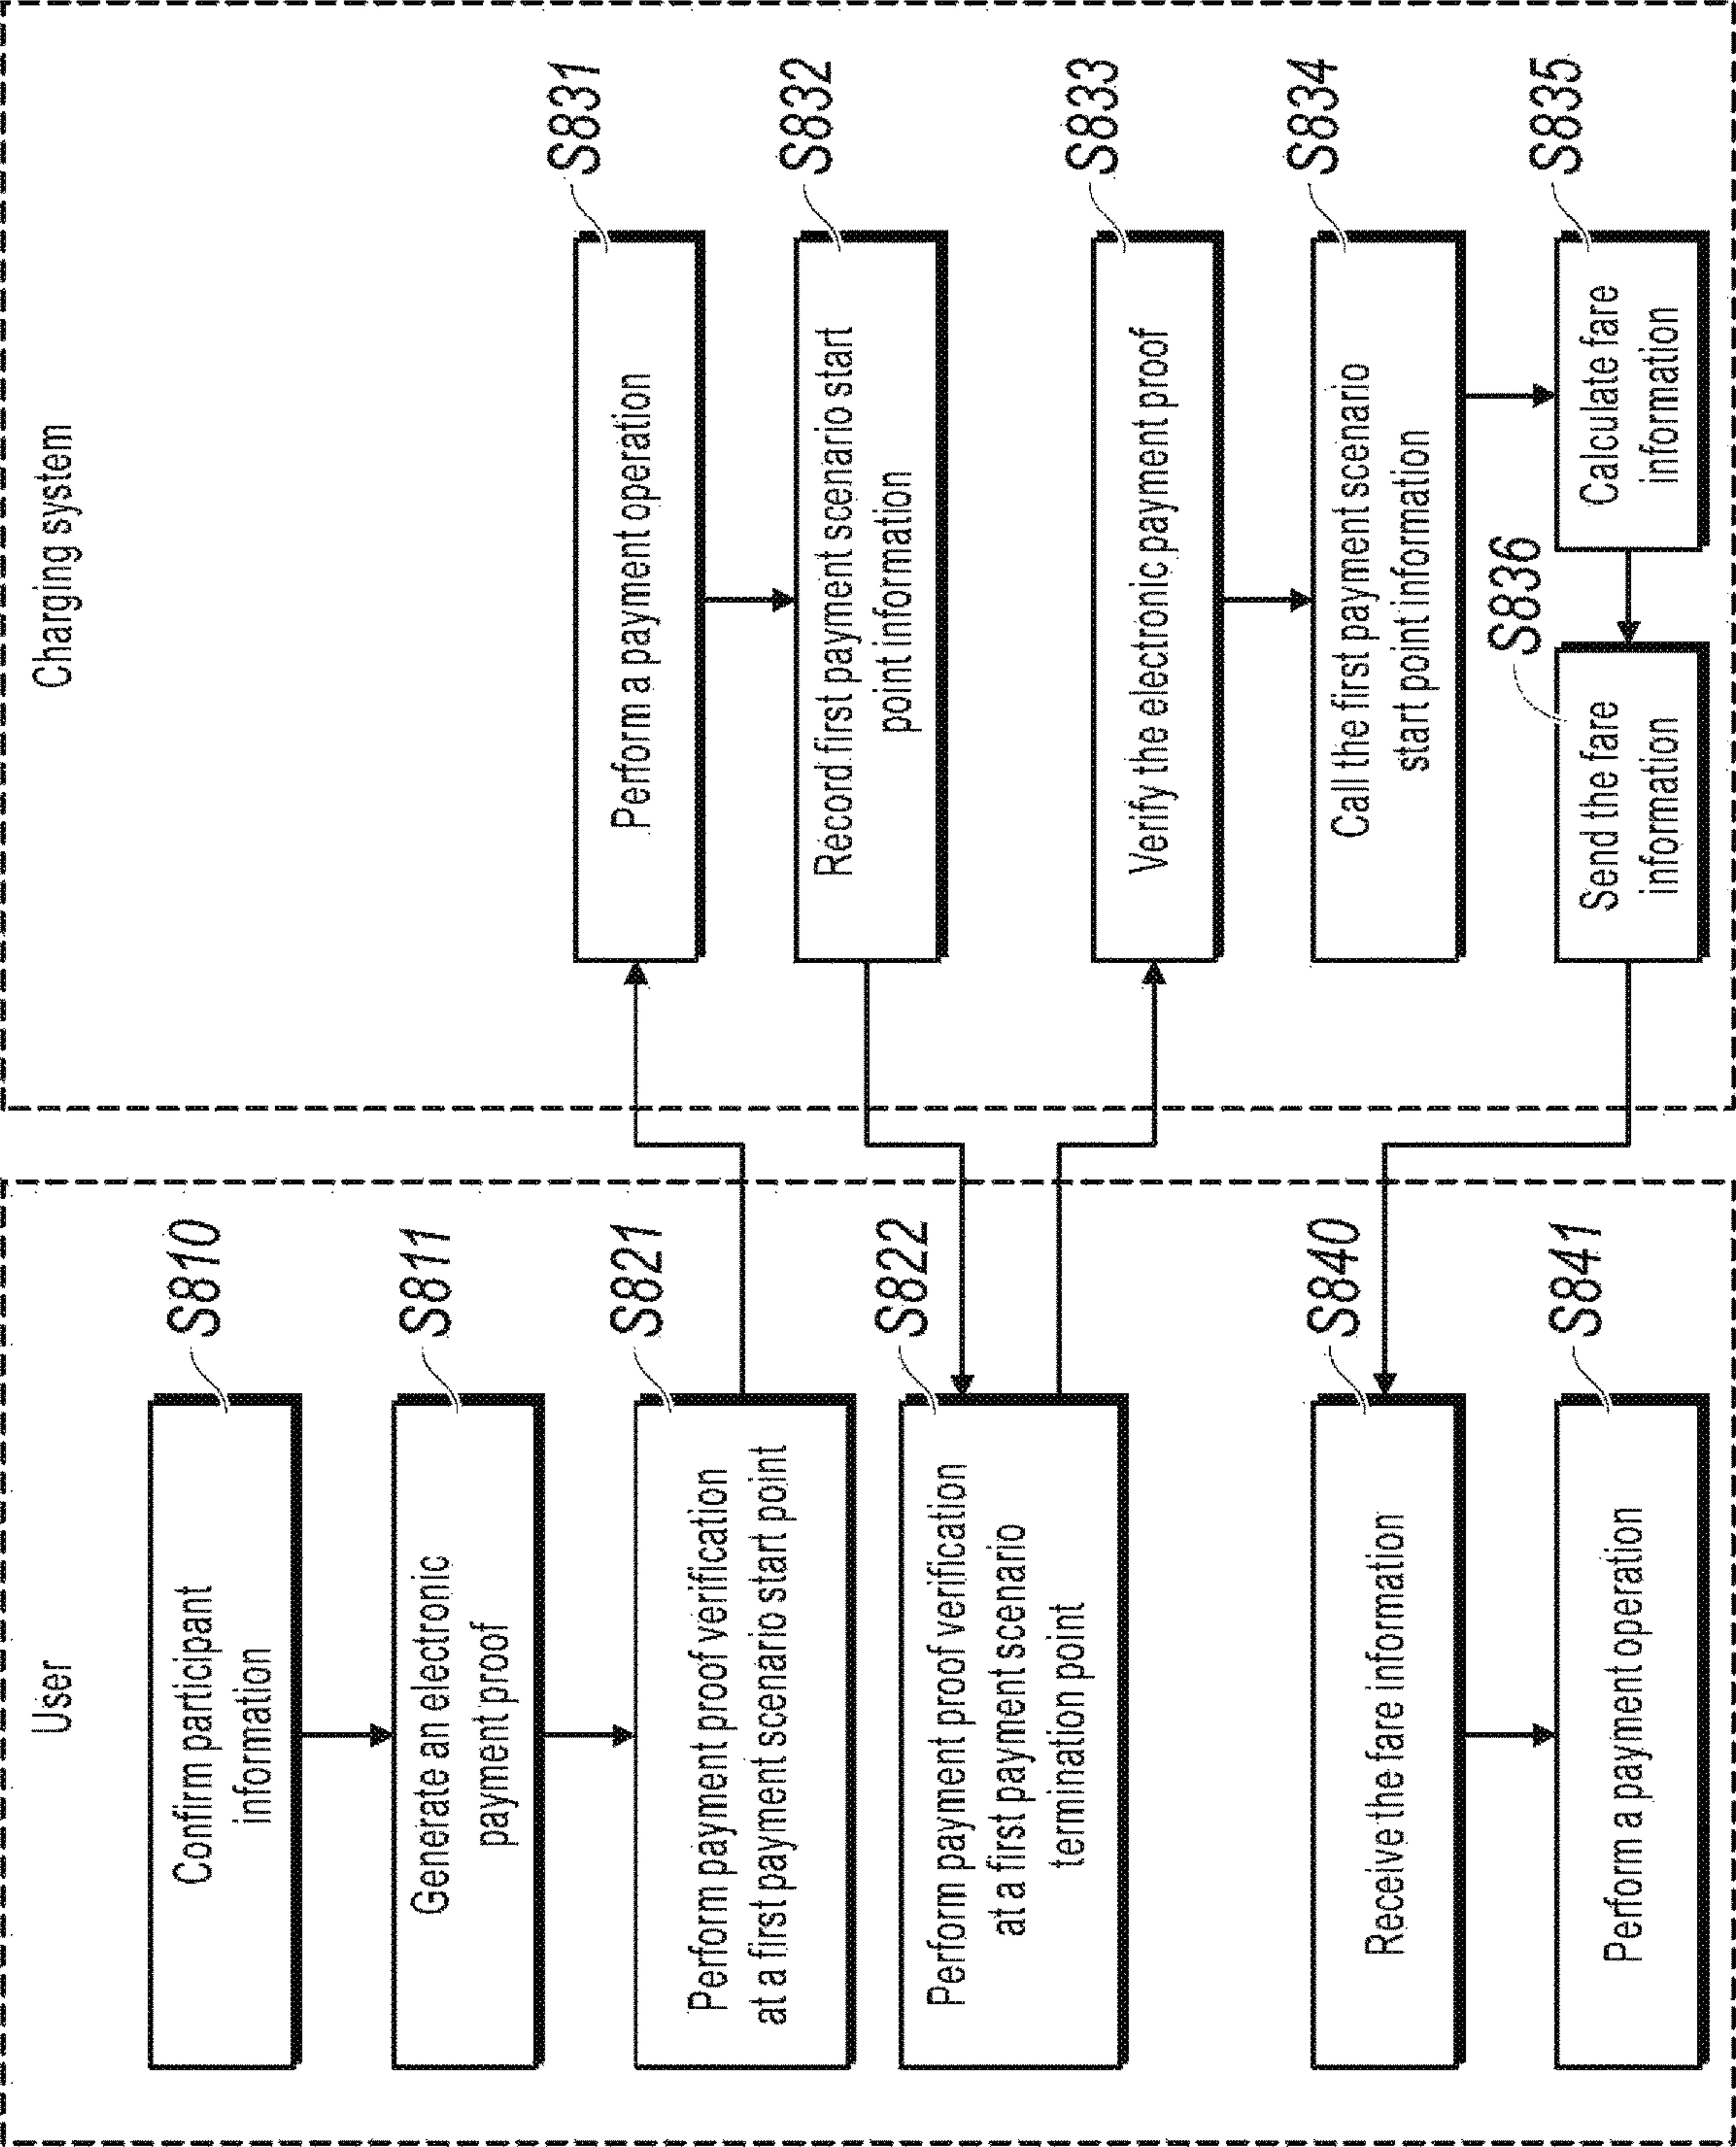 User
S810
Confirm participant
information
S811
Generate an electronic
payment proof
S821
Perform payment proof verification
at a first payment scenario start point
S822
Perform payment proof verification
at a first payment scenario
termination point
S840
Receive the fare information
S841
Perform a payment operation
Charging system
S831
Perform a payment operation
S832
Record first payment scenario start
point information
S833
Verify the electronic payment proof
S834
Call the first payment scenario
start point information
S835
Calculate fare
information
S836
Send the fare
information